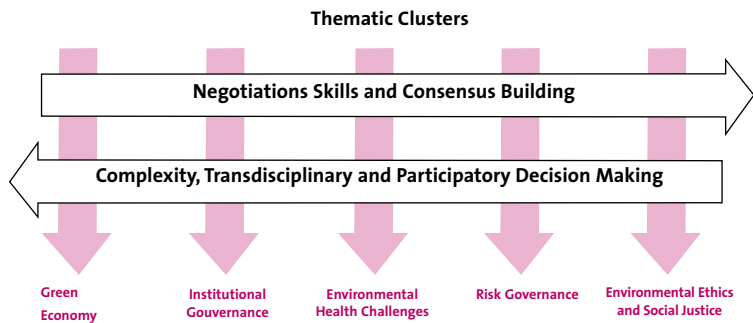 Thematic Clusters
Negotiations Skills and Consensus Building
Complexity, Transdisciplinary and Participatory Decision Making
Green
Economy
Institutional
Gouvernance
Environmental
Health Challenges
Risk Governance
Environmental Ethics
and Social Justice